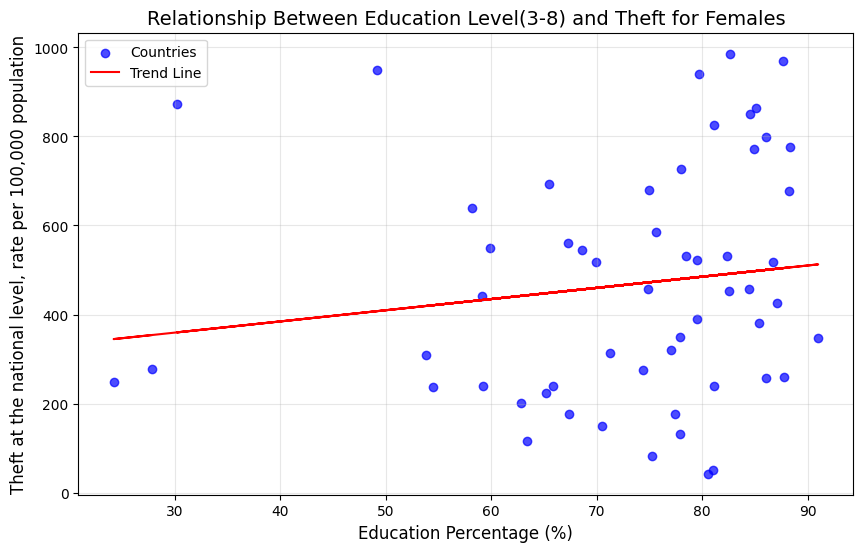 Relationship Between Education Level(3-8) and Theft for Females
Countries
Trend Line
Theft at the national level, rate per 100,000 population
1000
800
600
400
200
0
30
40
50
60
70
80
90
Education Percentage (%)